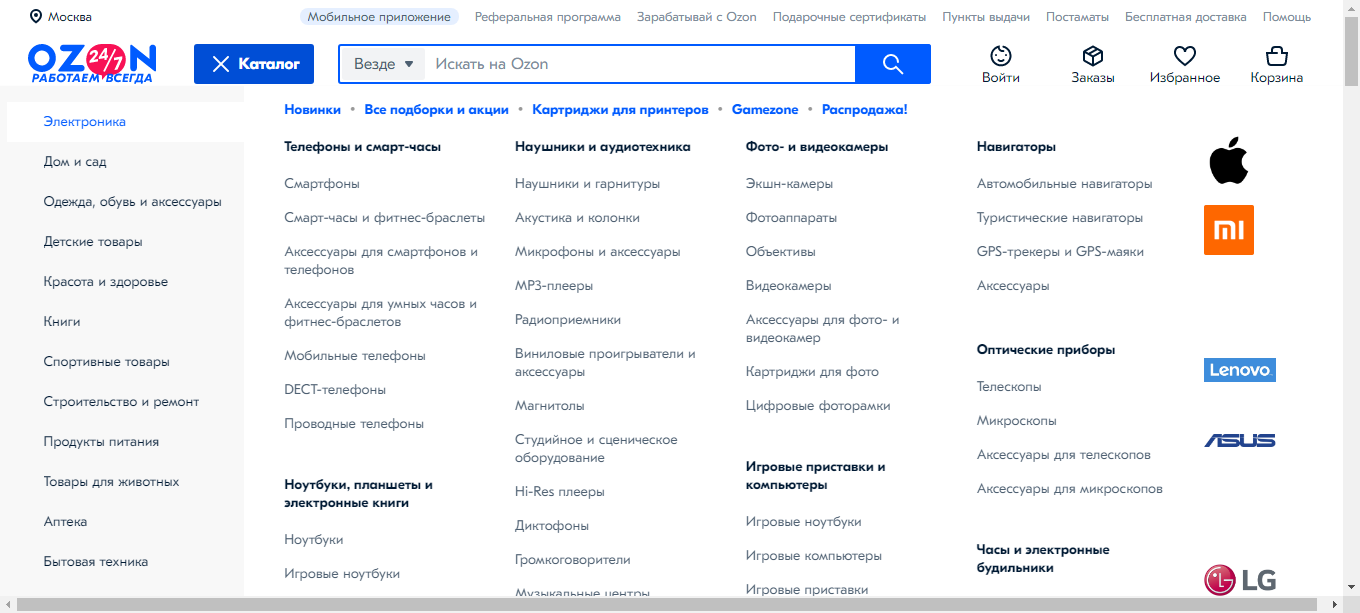 Москва
Мобильное приложение
Реферальная программа
Зарабатывай с Ozon
Подарочные сертификаты
Пункты выдачи
Постаматы
Бесплатная доставка
Помощь
OZON
24/7
РАБОТАЕМ ВСЕГДА
Каталог
Везде
Искать на Ozon
Войти
Заказы
Избранное
Корзина
Электроника
Дом и сад
Одежда, обувь и аксессуары
Детские товары
Красота и здоровье
Книги
Спортивные товары
Строительство и ремонт
Продукты питания
Товары для животных
Аптека
Бытовая техника
Новинки • Все подборки и акции • Картриджи для принтеров • Gamezone • Распродажа!
Телефоны и смарт-часы
Смартфоны
Смарт-часы и фитнес-браслеты
Аксессуары для смартфонов и
телефонов
Аксессуары для умных часов и
фитнес-браслетов
Мобильные телефоны
DECT-телефоны
Проводные телефоны
Ноутбуки, планшеты и
электронные книги
Ноутбуки
Игровые ноутбуки
Наушники и аудиотехника
Наушники и гарнитуры
Акустика и колонки
Микрофоны и аксессуары
MP3-плееры
Радиоприемники
Виниловые проигрыватели и
аксессуары
Магнитолы
Студийное и сценическое
оборудование
Hi-Res плееры
Диктофоны
Громкоговорители
Музыкальные центры
Фото- и видеокамеры
Экшн-камеры
Фотоаппараты
Объективы
Видеокамеры
Аксессуары для фото- и
видеокамер
Картриджи для фото
Цифровые фоторамки
Игровые приставки и
компьютеры
Игровые ноутбуки
Игровые компьютеры
Игровые приставки
Навигаторы
Автомобильные навигаторы
Туристические навигаторы
GPS-трекеры и GPS-маяки
Аксессуары
Оптические приборы
Телескопы
Микроскопы
Аксессуары для телескопов
Аксессуары для микроскопов
Часы и электронные
будильники
mi
Lenovo
ASUS
LG